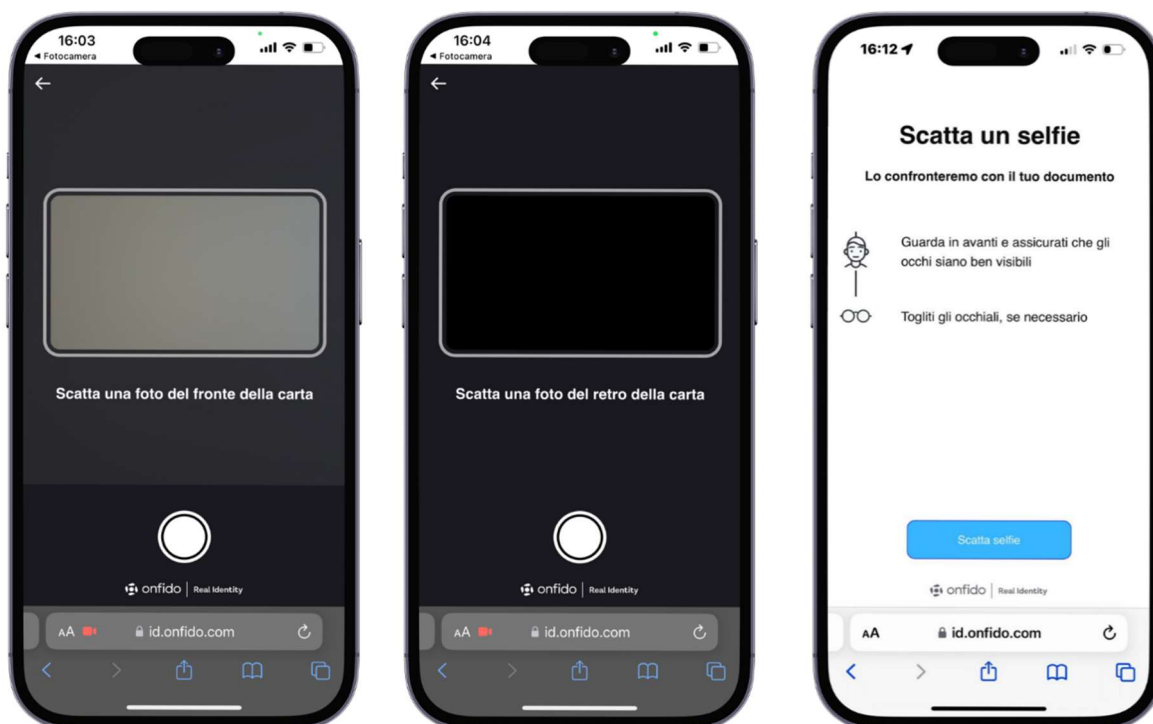 16:03
◀ Fotocamera
Scatta una foto del fronte della carta
onfido | Real Identity
AA
id.onfido.com
16:04
◀ Fotocamera
Scatta una foto del retro della carta
onfido | Real Identity
AA
id.onfido.com
16:12
Scatta un selfie
Lo confronteremo con il tuo documento
Guarda in avanti e assicurati che gli
occhi siano ben visibili
Togliti gli occhiali, se necessario
Scatta selfie
onfido | Real Identity
AA
id.onfido.com